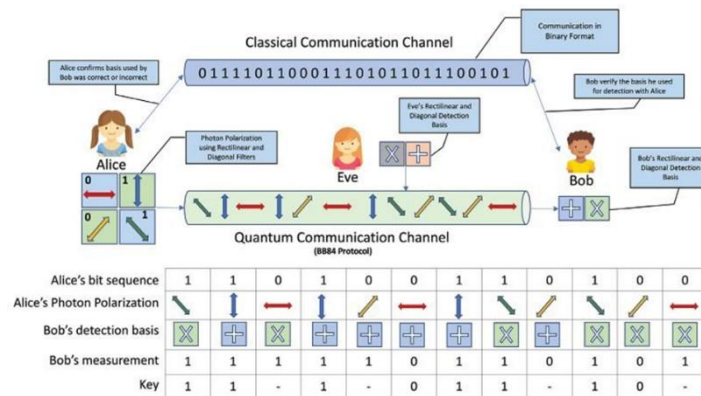 Communication in
Binary Format
Classical Communication Channel
Alice confirms basis used by
Bob was correct or incorrect
011110110001110101101110010​1
Bob verify the basis he
used for detection with Alice
Eve's Rectilinear and
Diagonal Detection
Basis
Photon Polarization
using Rectilinear and
Diagonal Filters
Alice
Eve
Bob
Bob's Rectilinear and
Diagonal Detection
Basis
0 1
0 1
Quantum Communication Channel
(BB84 Protocol)
Alice's bit sequence 1 1 0 1 0 0 1 1 0 1 0 0
Alice's Photon Polarization
Bob's detection basis
Bob's measurement 1 1 1 1 1 0 1 1 0 1 0 1
Key 1 1 - 1 - 0 1 1 - 1 0 -